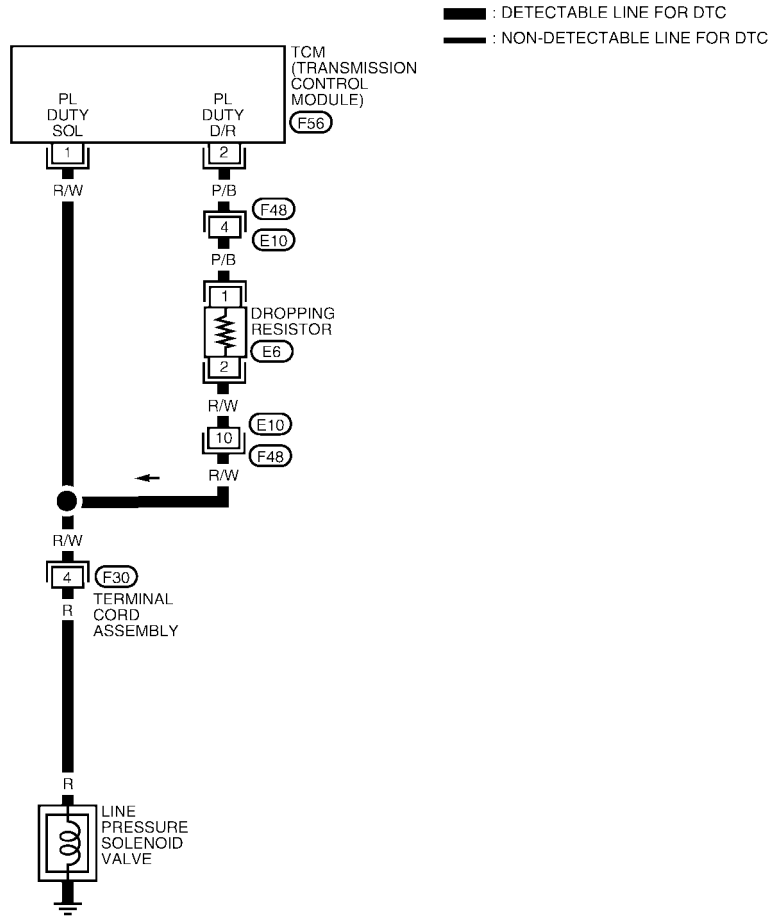 : DETECTABLE LINE FOR DTC
: NON-DETECTABLE LINE FOR DTC
TCM
(TRANSMISSION
CONTROL
MODULE)
F56
PL
DUTY
SOL
PL
DUTY
D/R
1
2
R/W
P/B
F48
4
E10
P/B
1
DROPPING
RESISTOR
E6
2
R/W
E10
10
F48
R/W
R/W
4
F30
TERMINAL
CORD
ASSEMBLY
R
R
LINE
PRESSURE
SOLENOID
VALVE